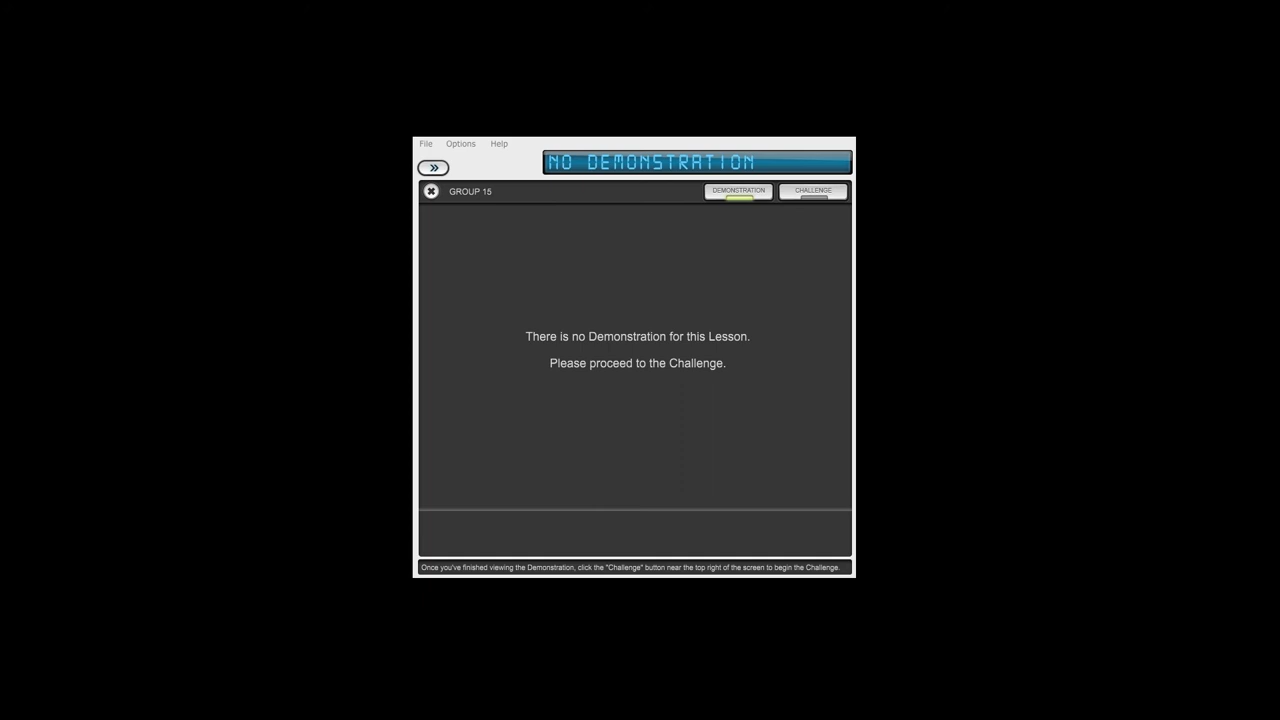 File Options Help
NO DEMONSTRATION
GROUP 15
DEMONSTRATION
CHALLENGE
There is no Demonstration for this Lesson.
Please proceed to the Challenge.
Once you've finished viewing the Demonstration, click the "Challenge" button near the top right of the screen to begin the Challenge.